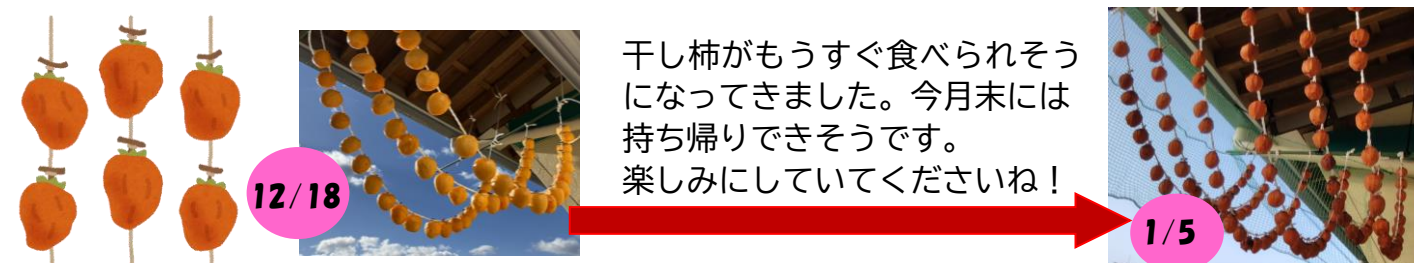 12/18
干し柿がもうすぐ食べられそう
になってきました。今月末には
持ち帰りできそうです。
楽しみにしていてくださいね！
1/5